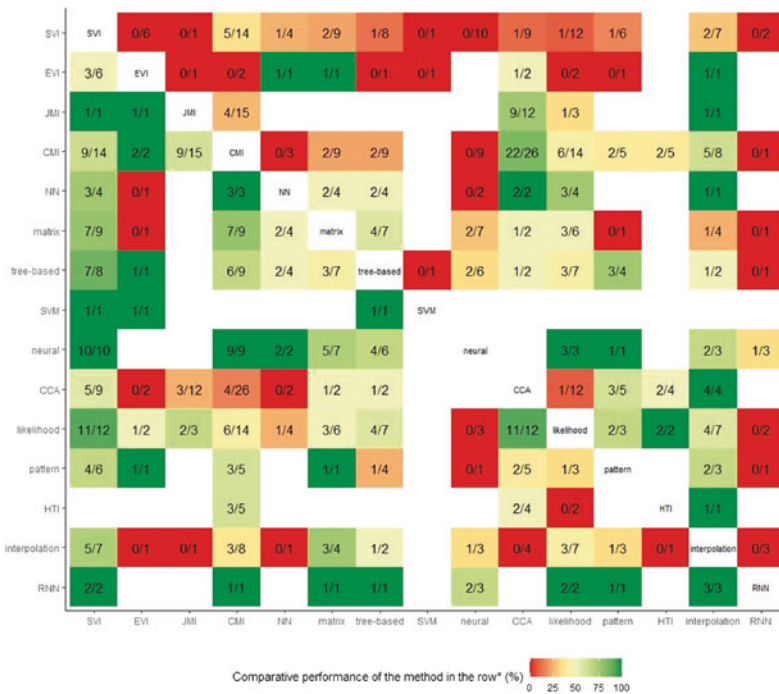 SVI SVI 0/6 0/1 5/14 1/4 2/9 1/8 0/1 0/10 1/9 1/12 1/6 2/7 0/2
EVI 3/6 EVI 0/1 0/2 1/1 1/1 0/1 0/1 1/2 0/2 0/1 1/1
JMI 1/1 1/1 JMI 4/15 9/12 1/3 1/1
CMI 9/14 2/2 9/15 CMI 0/3 2/9 2/9 0/9 22/26 6/14 2/5 2/5 5/8 0/1
NN 3/4 0/1 3/3 NN 2/4 2/4 0/2 2/2 3/4 1/1
matrix 7/9 0/1 7/9 2/4 matrix 4/7 2/7 1/2 3/6 0/1 1/4 0/1
tree-based 7/8 1/1 6/9 2/4 3/7 tree-based 0/1 2/6 1/2 3/7 3/4 1/2 0/1
SVM 1/1 1/1 1/1 SVM
neural 10/10 9/9 2/2 5/7 4/6 neural 3/3 1/1 2/3 1/3
CCA 5/9 0/2 3/12 4/26 0/2 1/2 1/2 CCA 1/12 3/5 2/4 4/4
likelihood 11/12 1/2 2/3 6/14 1/4 3/6 4/7 0/3 11/12 likelihood 2/3 2/2 4/7 0/2
pattern 4/6 1/1 3/5 1/1 1/4 0/1 2/5 1/3 pattern 2/3 0/1
HTI 3/5 2/4 0/2 HTI 1/1
interpolation 5/7 0/1 0/1 3/8 0/1 3/4 1/2 1/3 0/4 3/7 1/3 0/1 interpolation 0/3
RNN 2/2 1/1 1/1 1/1 2/3 2/2 1/1 3/3 RNN
SVI EVI JMI CMI NN matrix tree-based SVM neural CCA likelihood pattern HTI interpolation RNN
Comparative performance of the method in the row* (%)
0 25 50 75 100